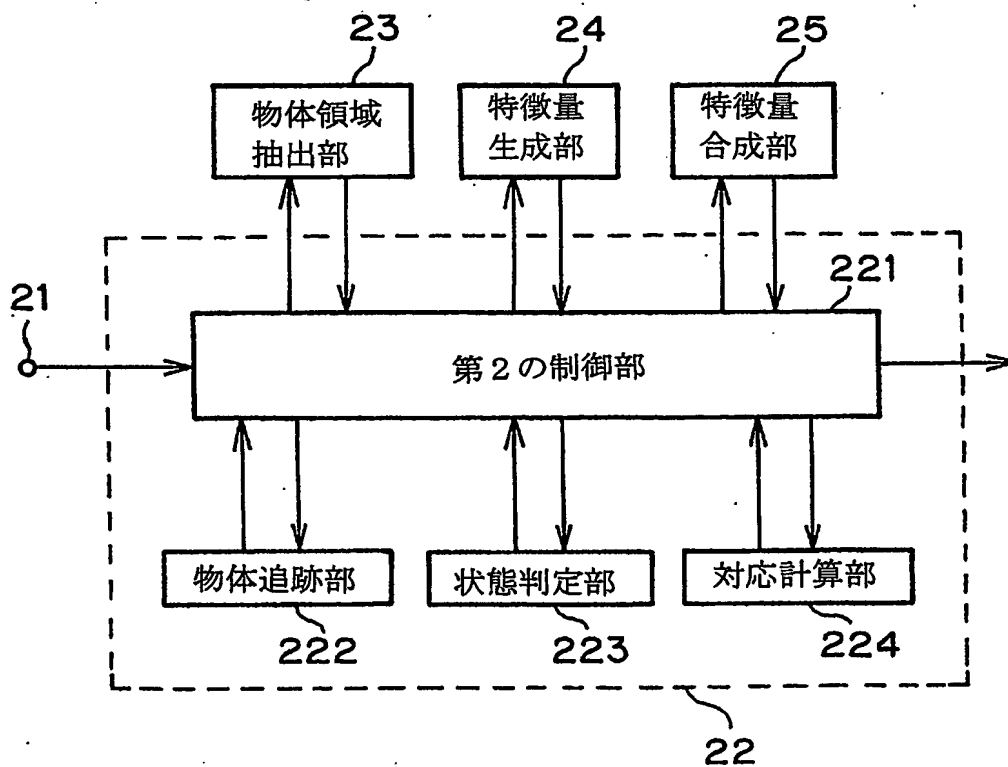 23
24
25
物体領域
抽出部
特徴量
生成部
特徴量
合成部
221
21
第2の制御部
物体追跡部
状態判定部
対応計算部
222
223
224
22